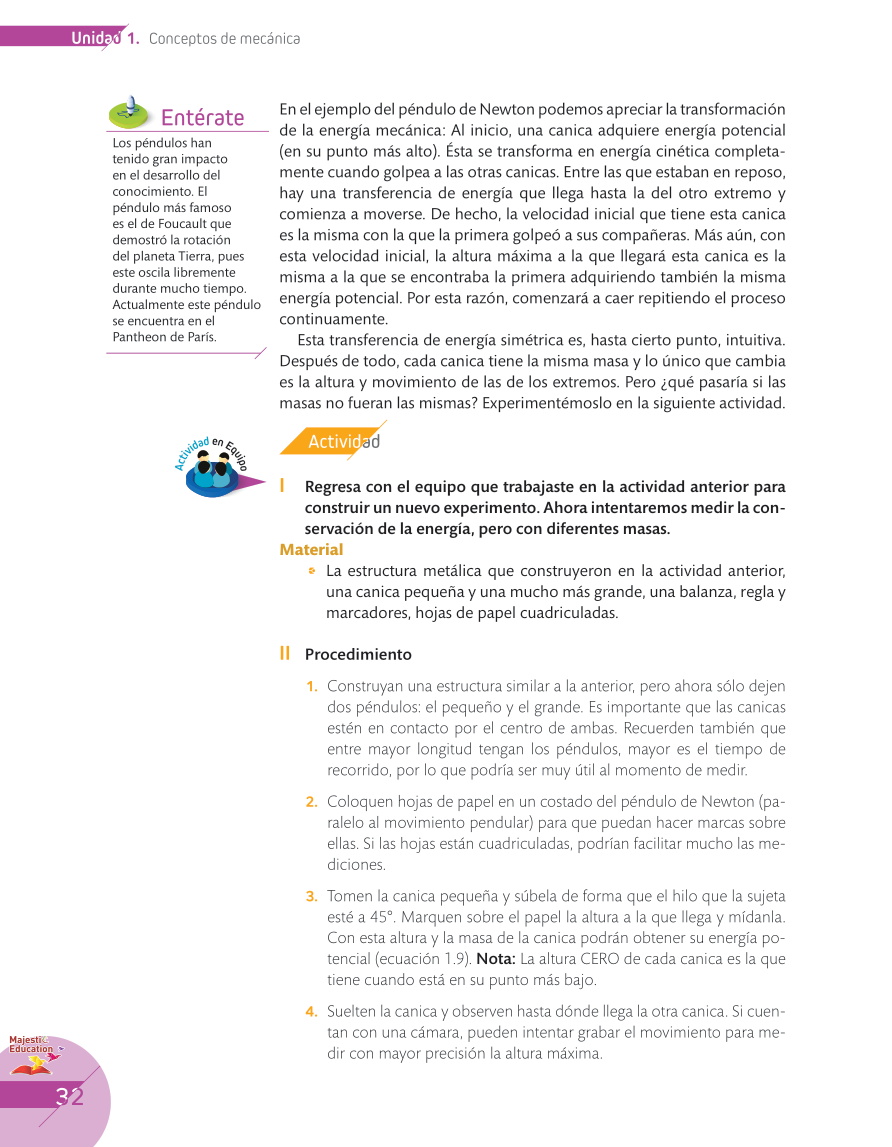 Unidad 1. Conceptos de mecánica
Entérate
Los péndulos han
tenido gran impacto
en el desarrollo del
conocimiento. El
péndulo más famoso
es el de Foucault que
demostró la rotación
del planeta Tierra, pues
este oscila libremente
durante mucho tiempo.
Actualmente este péndulo
se encuentra en el
Pantheon de París.
En el ejemplo del péndulo de Newton podemos apreciar la transformación
de la energía mecánica: Al inicio, una canica adquiere energía potencial
(en su punto más alto). Ésta se transforma en energía cinética completa-
mente cuando golpea a las otras canicas. Entre las que estaban en reposo,
hay una transferencia de energía que llega hasta la del otro extremo y
comienza a moverse. De hecho, la velocidad inicial que tiene esta canica
es la misma con la que la primera golpeó a sus compañeras. Más aún, con
esta velocidad inicial, la altura máxima a la que llegará esta canica es la
misma a la que se encontraba la primera adquiriendo también la misma
energía potencial. Por esta razón, comenzará a caer repitiendo el proceso
continuamente.
Esta transferencia de energía simétrica es, hasta cierto punto, intuitiva.
Después de todo, cada canica tiene la misma masa y lo único que cambia
es la altura y movimiento de las de los extremos. Pero ¿qué pasaría si las
masas no fueran las mismas? Experimentémoslo en la siguiente actividad.
Actividad en Equipo
Actividad
I Regresa con el equipo que trabajaste en la actividad anterior para
construir un nuevo experimento. Ahora intentaremos medir la con-
servación de la energía, pero con diferentes masas.
Material
La estructura metálica que construyeron en la actividad anterior,
una canica pequeña y una mucho más grande, una balanza, regla y
marcadores, hojas de papel cuadriculadas.
II Procedimiento
1. Construyan una estructura similar a la anterior, pero ahora sólo dejen
dos péndulos: el pequeño y el grande. Es importante que las canicas
estén en contacto por el centro de ambas. Recuerden también que
entre mayor longitud tengan los péndulos, mayor es el tiempo de
recorrido, por lo que podría ser muy útil al momento de medir.
2. Coloquen hojas de papel en un costado del péndulo de Newton (pa-
ralelo al movimiento pendular) para que puedan hacer marcas sobre
ellas. Si las hojas están cuadriculadas, podrían facilitar mucho las me-
diciones.
3. Tomen la canica pequeña y súbela de forma que el hilo que la sujeta
esté a 45°. Marquen sobre el papel la altura a la que llega y mídanla.
Con esta altura y la masa de la canica podrán obtener su energía po-
tencial (ecuación 1.9). Nota: La altura CERO de cada canica es la que
tiene cuando está en su punto más bajo.
4. Suelten la canica y observen hasta dónde llega la otra canica. Si cuen-
tan con una cámara, pueden intentar grabar el movimiento para me-
dir con mayor precisión la altura máxima.
Majestic
Education
32